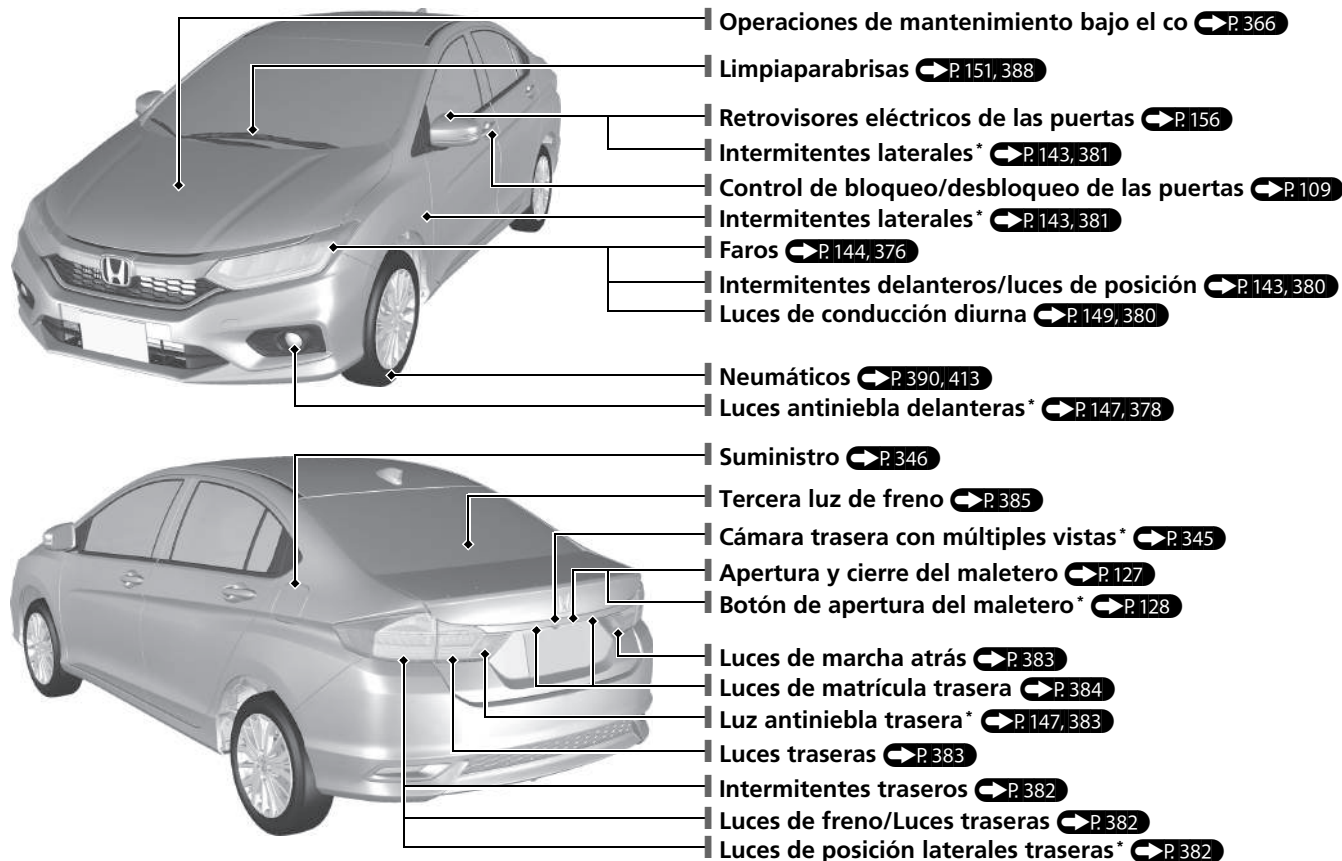 Operaciones de mantenimiento bajo el co P. 366
Limpiaparabrisas P. 151, 388
Retrovisores eléctricos de las puertas P. 156
Intermitentes laterales* P. 143, 381
Control de bloqueo/desbloqueo de las puertas P. 109
Intermitentes laterales* P. 143, 381
Faros P. 144, 376
Intermitentes delanteros/luces de posición P. 143, 380
Luces de conducción diurna P. 149, 380
Neumáticos P. 390, 413
Luces antiniebla delanteras* P. 147, 378
Suministro P. 346
Tercera luz de freno P. 385
Cámara trasera con múltiples vistas* P. 345
Apertura y cierre del maletero P. 127
Botón de apertura del maletero* P. 128
Luces de marcha atrás P. 383
Luces de matrícula trasera P. 384
Luz antiniebla trasera* P. 147, 383
Luces traseras P. 383
Intermitentes traseros P. 382
Luces de freno/Luces traseras P. 382
Luces de posición laterales traseras* P. 382